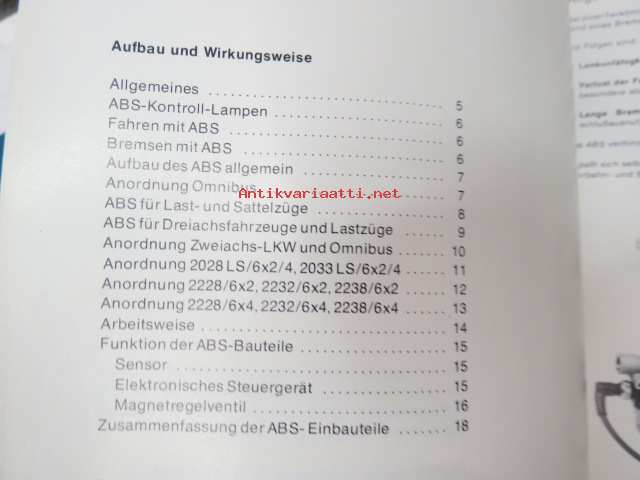 Aufbau und Wirkungsweise
Allgemeines .......................... 5
ABS-Kontroll-Lampen .................. 6
Fahren mit ABS ....................... 6
Bremsen mit ABS ...................... 6
Aufbau des ABS allgemein ............. 7
Anordnung Omnibus .................... 7
Antikvariaatti.net
ABS für Last- und Sattelzüge ......... 8
ABS für Dreiachsfahrzeuge und Lastzüge .... 9
Anordnung Zweiachs-LKW und Omnibus ...... 10
Anordnung 2028 LS/6x2/4, 2033 LS/6x2/4 ...... 11
Anordnung 2228/6x2, 2232/6x2, 2238/6x2 ...... 12
Anordnung 2228/6x4, 2232/6x4, 2238/6x4 ...... 13
Arbeitsweise ......................... 14
Funktion der ABS-Bauteile ............ 15
Sensor ............................... 15
Elektronisches Steuergerät ........... 15
Magnetregelventil .................... 16
Zusammenfassung der ABS- Einbauteile ....... 18